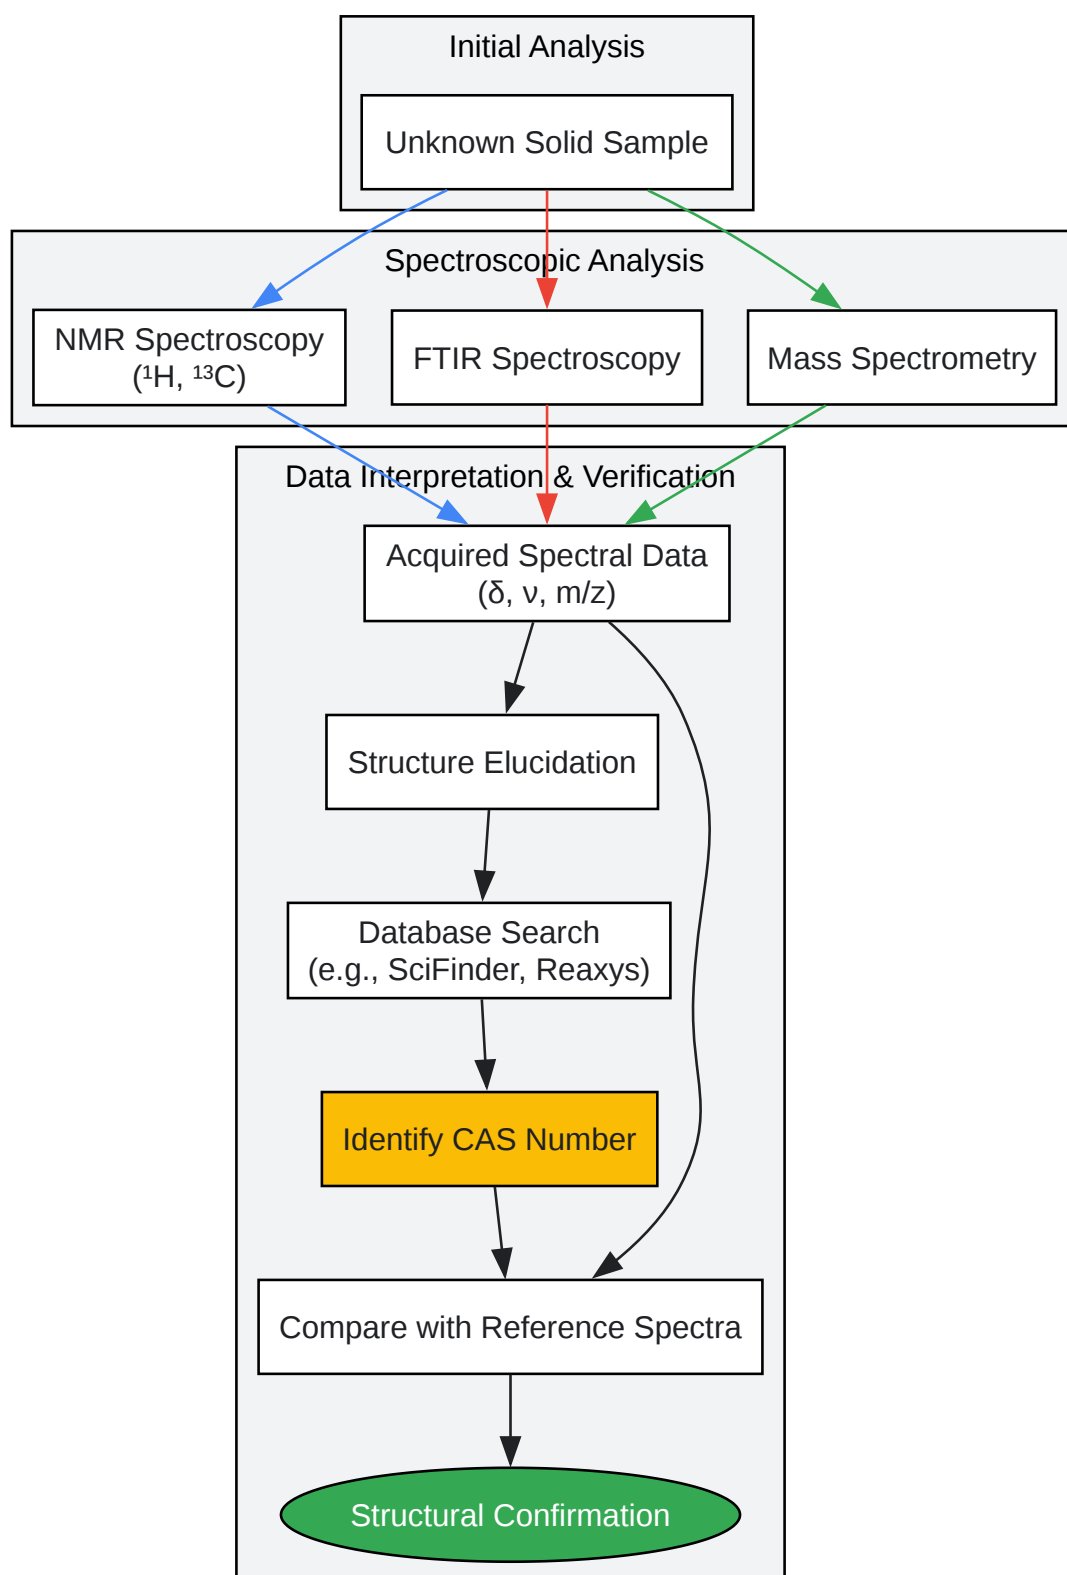 Initial Analysis
Unknown Solid Sample
Spectroscopic Analysis
NMR Spectroscopy
(¹H, ¹³C)
FTIR Spectroscopy
Mass Spectrometry
Data Interpretation & Verification
Acquired Spectral Data
(δ, ν, m/z)
Structure Elucidation
Database Search
(e.g., SciFinder, Reaxys)
Identify CAS Number
Compare with Reference Spectra
Structural Confirmation